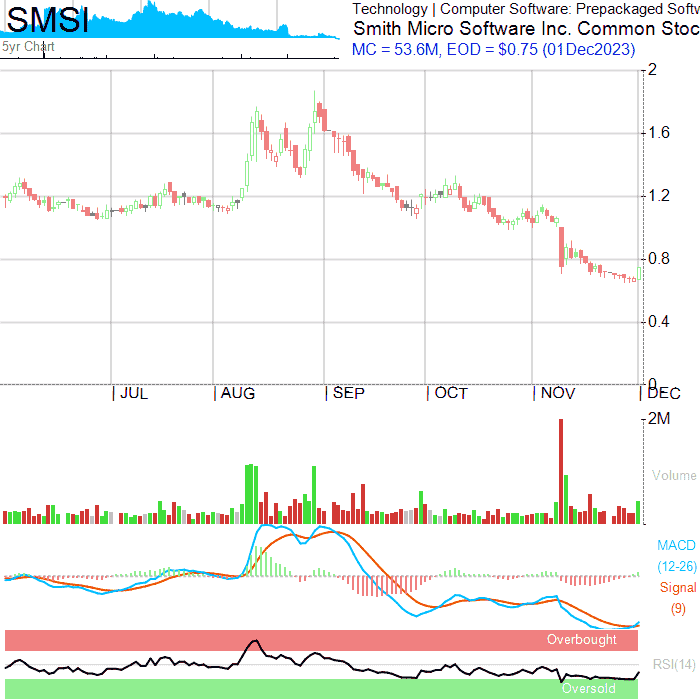 SMSI
5yr Chart
Technology | Computer Software: Prepackaged Softw
Smith Micro Software Inc. Common Stoc
MC = 53.6M, EOD = $0.75 (01Dec2023)
2
1.6
1.2
0.8
0.4
0
JUL
AUG
SEP
OCT
NOV
DEC
2M
Volume
MACD
(12-26)
Signal
(9)
Overbought
RSI(14)
Oversold